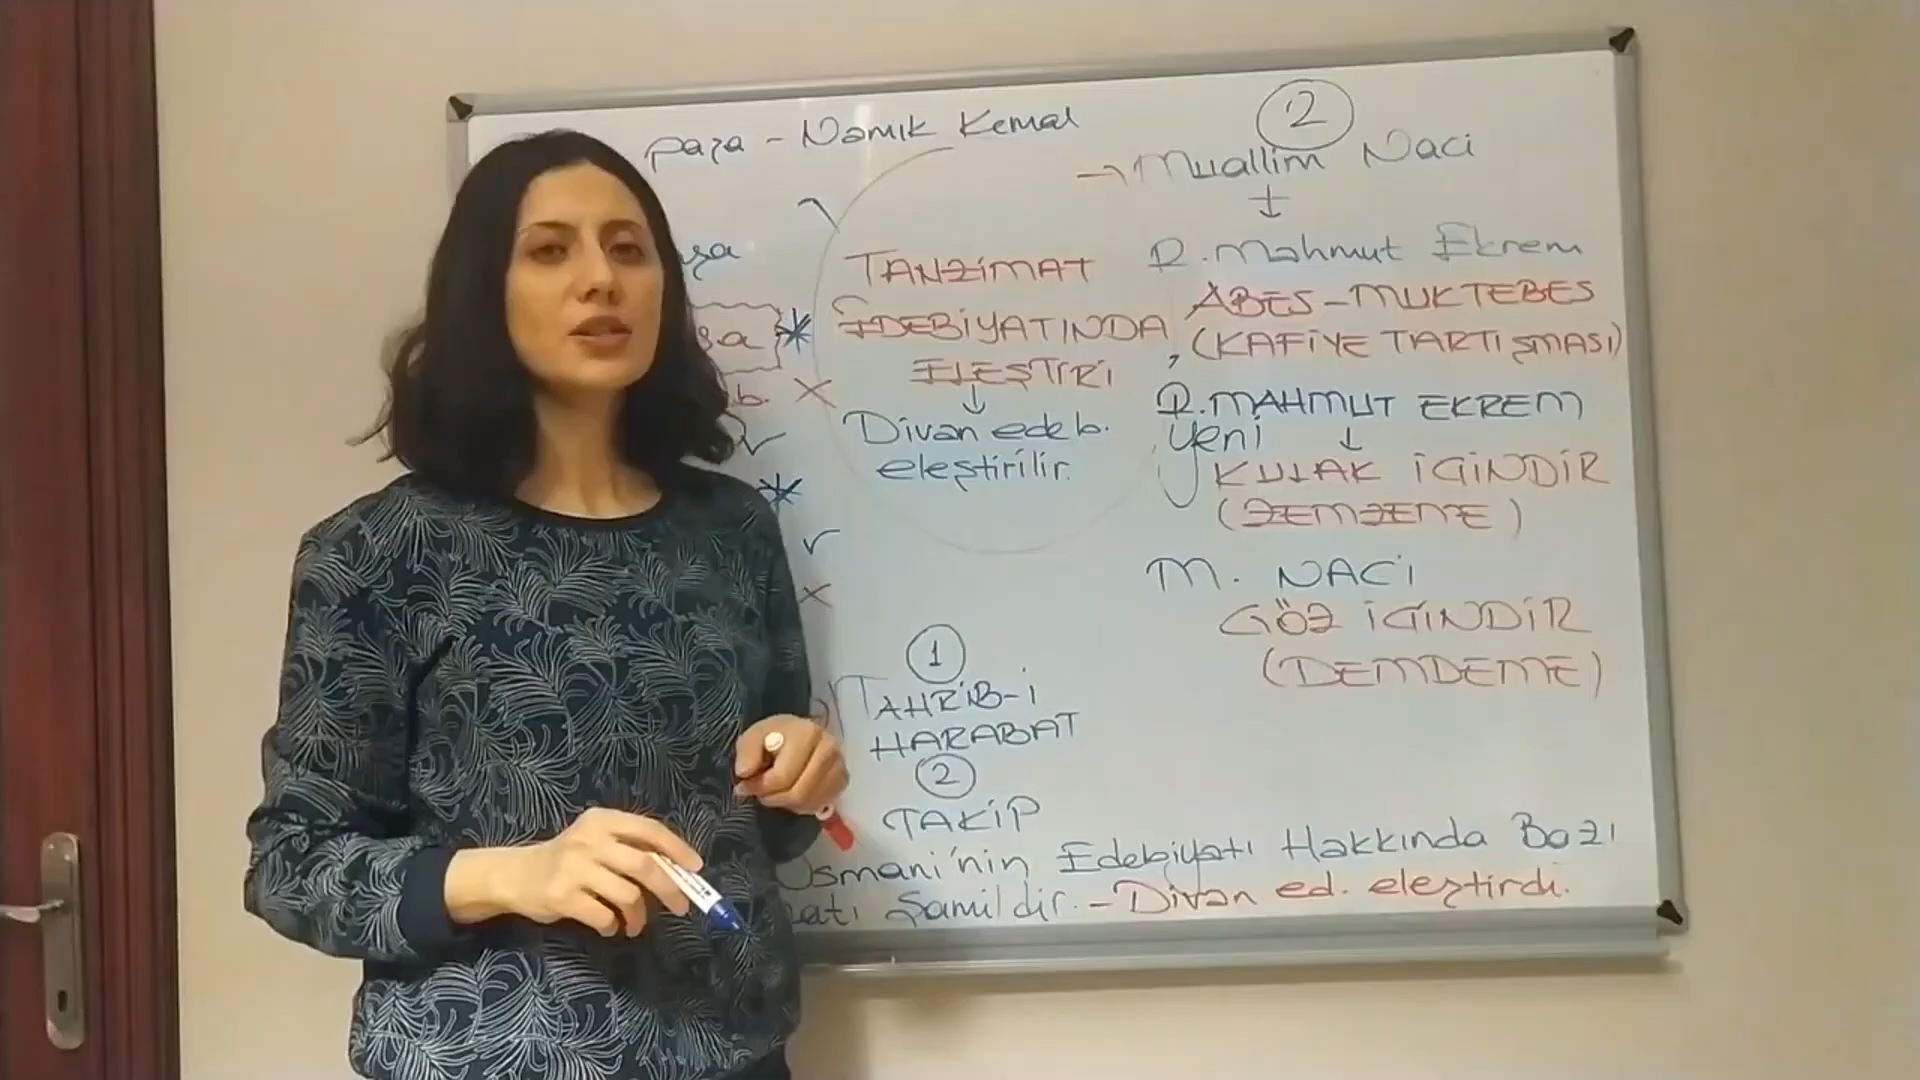 paşa - Namık Kemal
TANZİMAT
EDEBİYATINDA
ELEŞTİRİ
↓
Divan edeb.
eleştirilir.
1
TAHRİB-İ
HARABAT
2
TAKİP
Osmani'nin Edebiyatı Hakkında Bazı
Şamildir. - Divan ed. eleştirdi.
2
→ Muallim Naci
↓
R. Mahmut Ekrem
ABES - MUKTEBES
(KAFİYE TARTIŞMASI)
R. MAHMUT EKREM
yeni ↓
KULAK İÇİNDİR
(ZEMZEME)
M. NACİ
GÖZ İÇİNDİR
(DEMDEME)